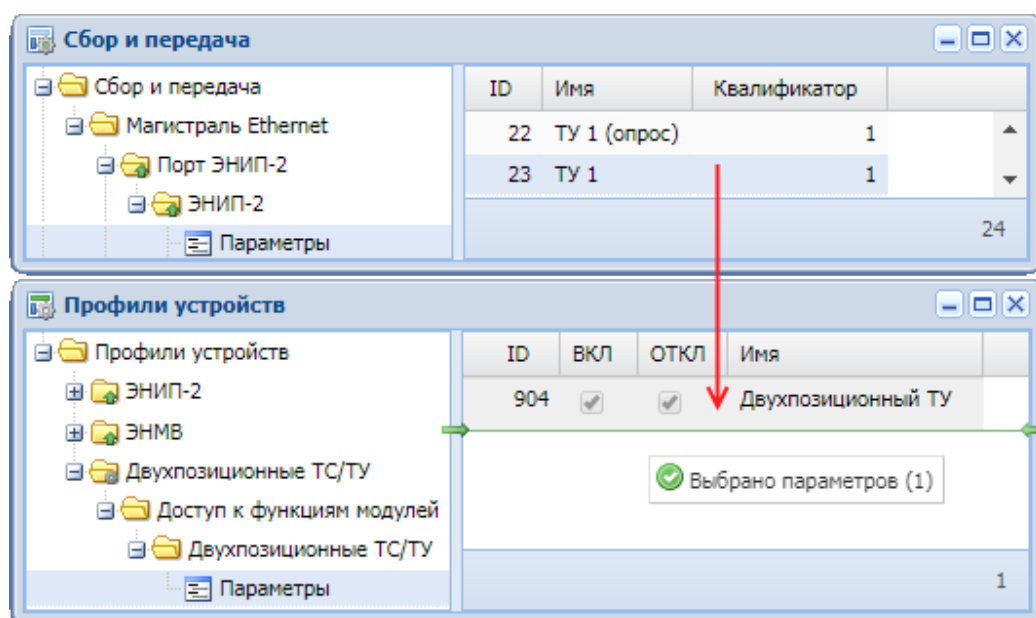 Сбор и передача
Сбор и передача
Магистраль Ethernet
Порт ЭНИП-2
ЭНИП-2
Параметры
ID Имя Квалификатор
22 ТУ 1 (опрос) 1
23 ТУ 1 1
24
Профили устройств
Профили устройств
ЭНИП-2
ЭНМВ
Двухпозиционные ТС/ТУ
Доступ к функциям модулей
Двухпозиционные ТС/ТУ
Параметры
ID ВКЛ ОТКЛ Имя
904 Двухпозиционный ТУ
Выбрано параметров (1)
1